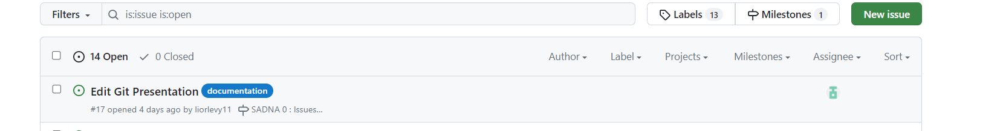 Filters is:issue is:open Labels 13 Milestones 1 New issue
14 Open 0 Closed Author Label Projects Milestones Assignee Sort
Edit Git Presentation documentation
#17 opened 4 days ago by liorlevy11 SADNA 0 : Issues...